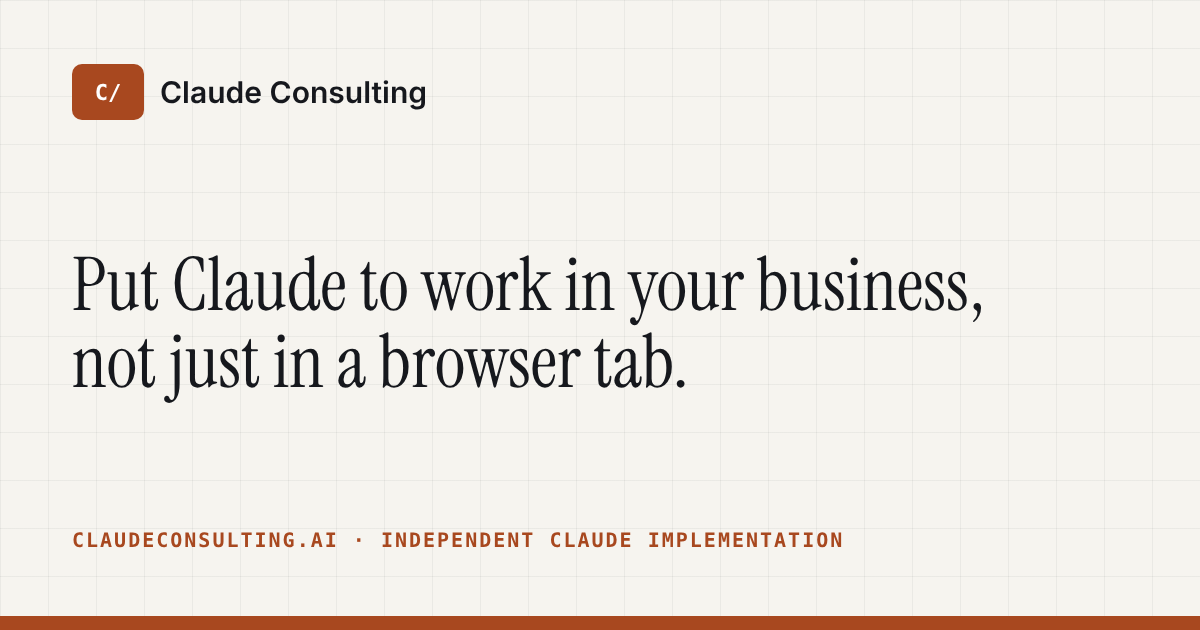 C/ Claude Consulting
Put Claude to work in your business,
not just in a browser tab.
CLAUDECONSULTING.AI · INDEPENDENT CLAUDE IMPLEMENTATION